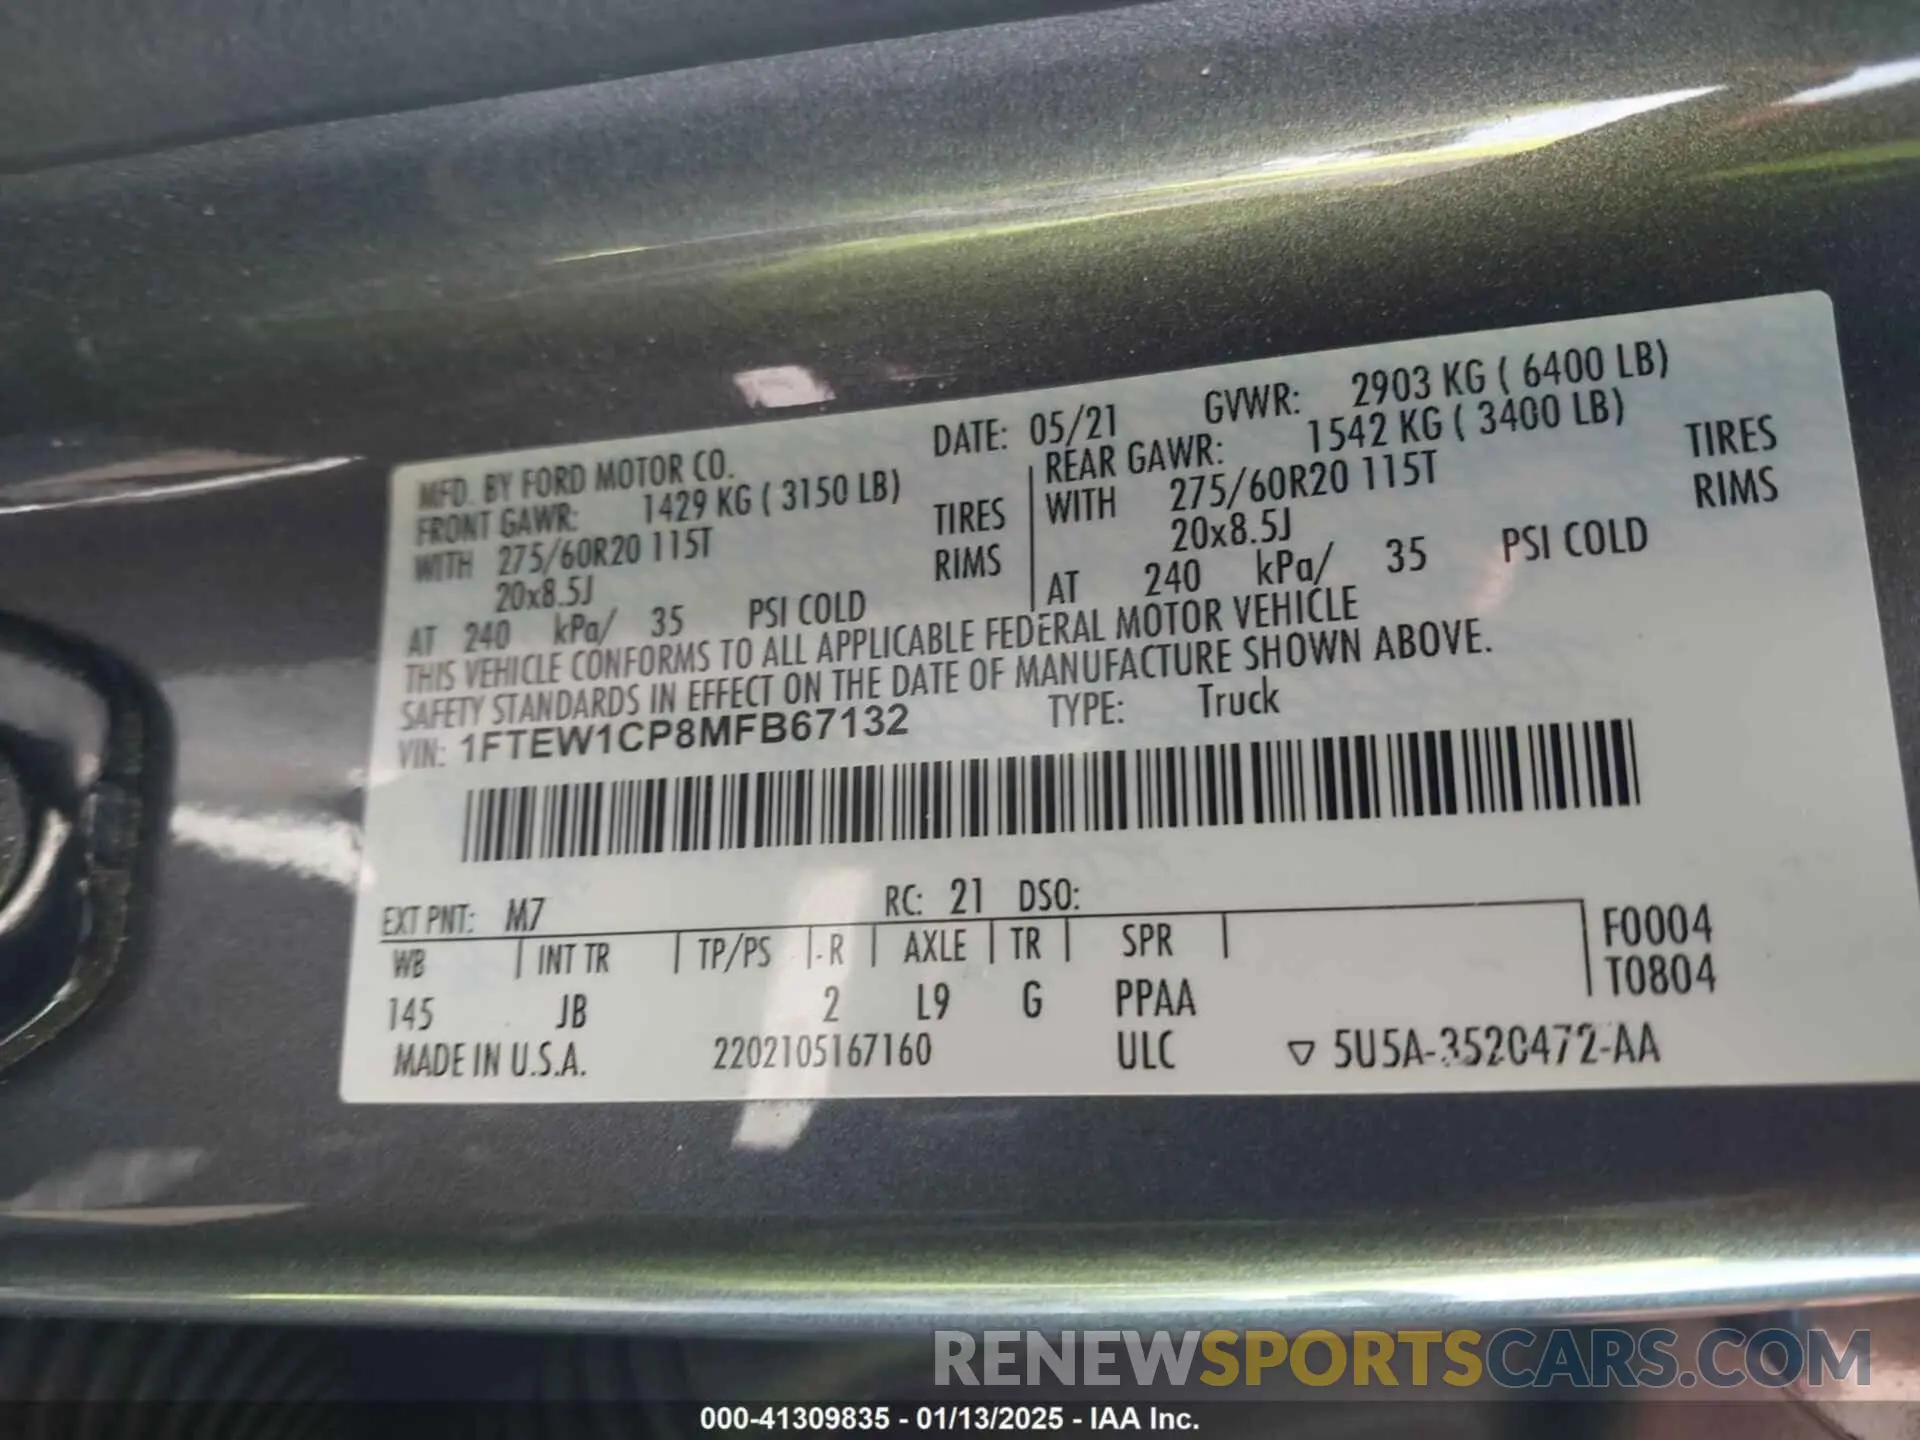 MFD. BY FORD MOTOR CO. DATE: 05/21 GVWR: 2903 KG ( 6400 LB)
FRONT GAWR: 1429 KG ( 3150 LB) REAR GAWR: 1542 KG ( 3400 LB)
WITH 275/60R20 115T TIRES WITH 275/60R20 115T TIRES
20x8.5J RIMS 20x8.5J RIMS
AT 240 kPa/ 35 PSI COLD AT 240 kPa/ 35 PSI COLD
THIS VEHICLE CONFORMS TO ALL APPLICABLE FEDERAL MOTOR VEHICLE
SAFETY STANDARDS IN EFFECT ON THE DATE OF MANUFACTURE SHOWN ABOVE.
VIN: 1FTEW1CP8MFB67132 TYPE: Truck
EXT PNT: M7 RC: 21 DSO:
WB INT TR TP/PS R AXLE TR SPR F0004
T0804
145 JB 2 L9 G PPAA
MADE IN U.S.A. 2202105167160 ULC ▽ 5U5A-3520472-AA
RENEWSPORTSCARS.COM
000-41309835 - 01/13/2025 - IAA Inc.